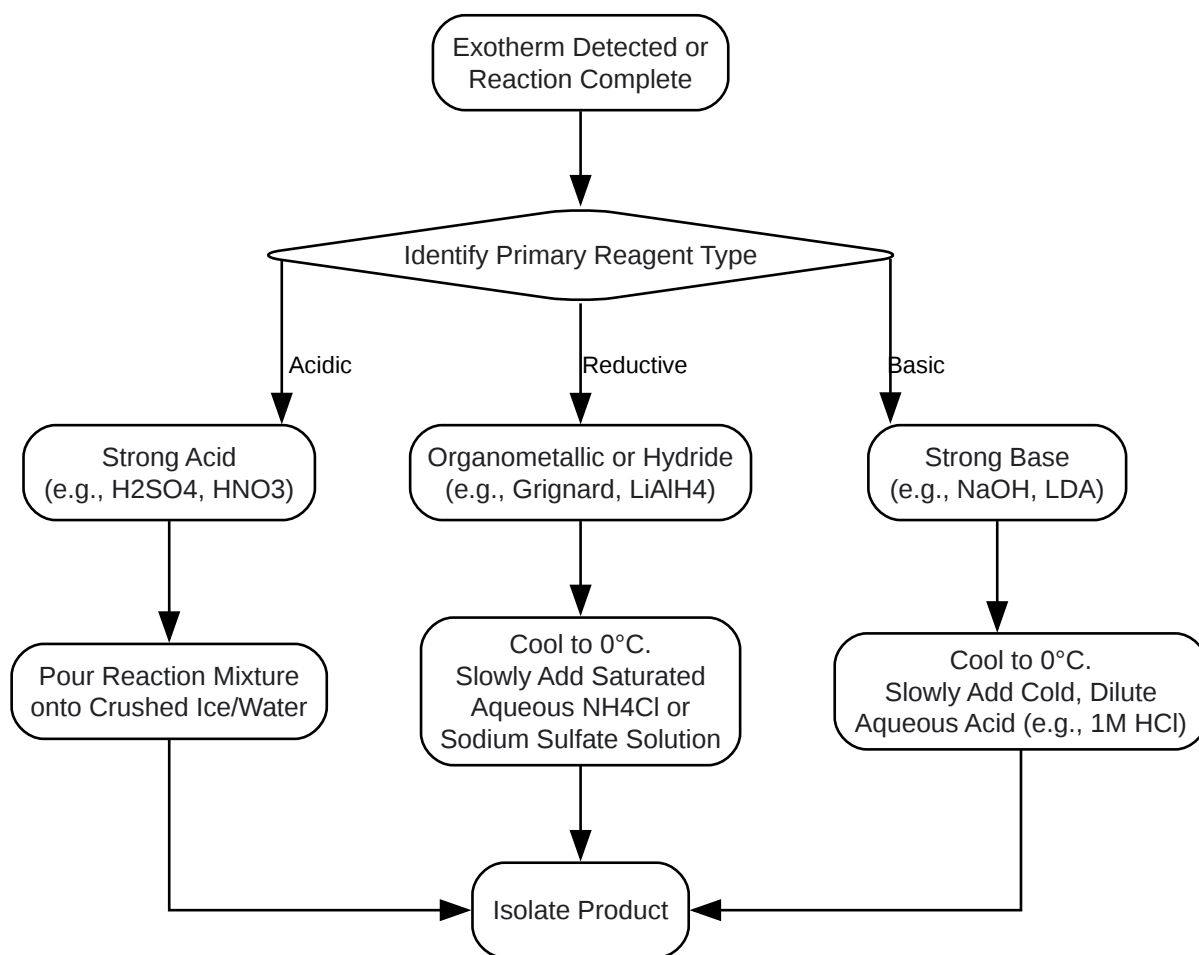 Exotherm Detected or
Reaction Complete
Identify Primary Reagent Type
Acidic
Reductive
Basic
Strong Acid
(e.g., H2SO4, HNO3)
Organometallic or Hydride
(e.g., Grignard, LiAlH4)
Strong Base
(e.g., NaOH, LDA)
Pour Reaction Mixture
onto Crushed Ice/Water
Cool to 0°C.
Slowly Add Saturated
Aqueous NH4Cl or
Sodium Sulfate Solution
Cool to 0°C.
Slowly Add Cold, Dilute
Aqueous Acid (e.g., 1M HCl)
Isolate Product